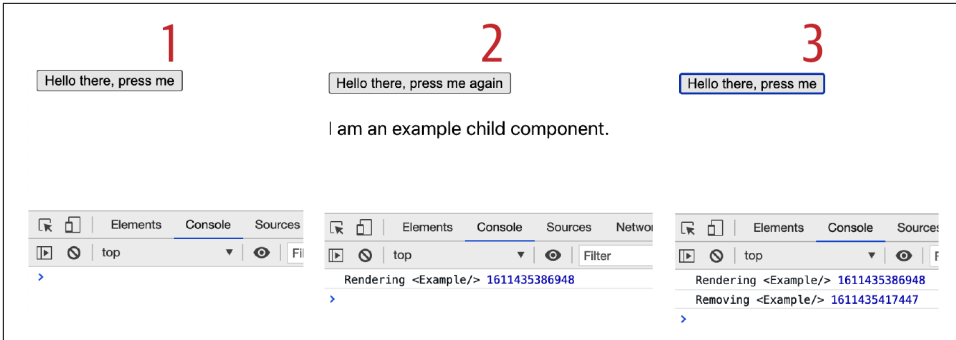 1
Hello there, press me
Elements Console Sources
top Fil
>
2
Hello there, press me again
I am an example child component.
Elements Console Sources Networ
top Filter
Rendering <Example/> 1611435386948
>
3
Hello there, press me
Elements Console Sources
top F
Rendering <Example/> 1611435386948
Removing <Example/> 1611435417447
>